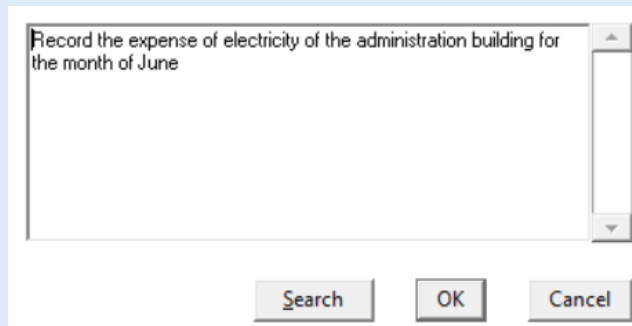 Record the expense of electricity of the administration building for
the month of June
Search
OK
Cancel